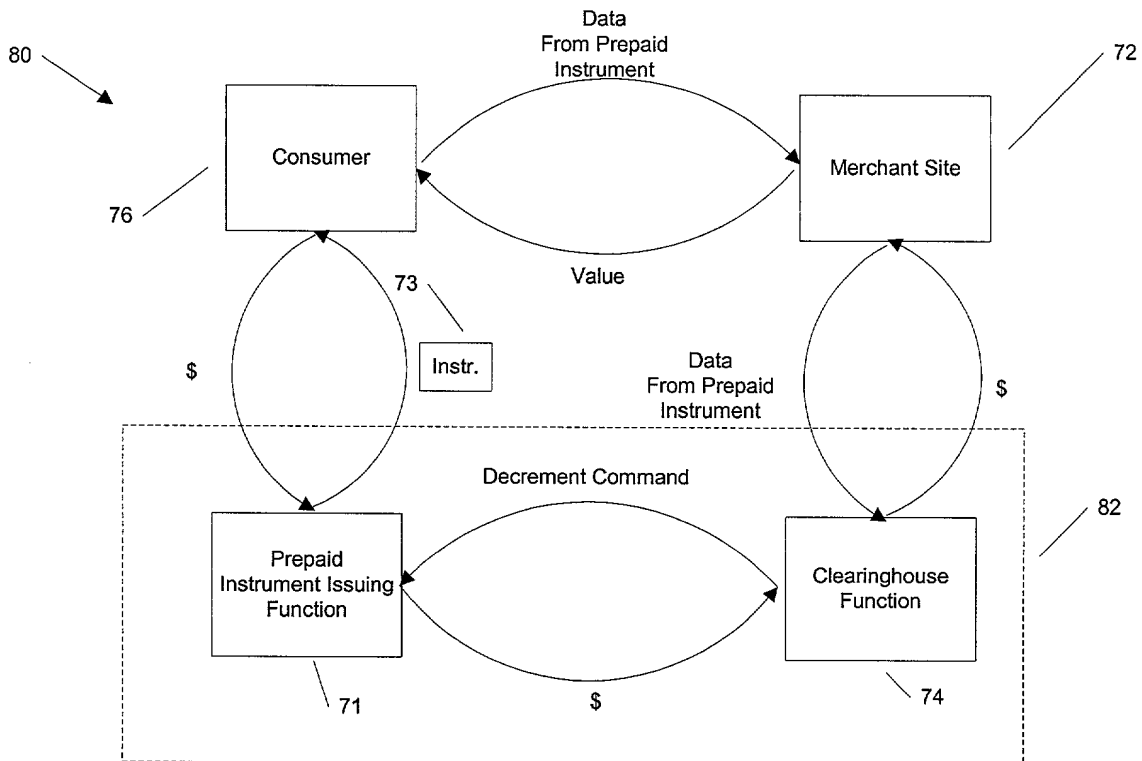 Data
From Prepaid
Instrument
80
72
Consumer
Merchant Site
76
Value
73
Instr.
$
Data
From Prepaid
Instrument
$
Decrement Command
82
Prepaid
Instrument Issuing
Function
Clearinghouse
Function
71
$
74